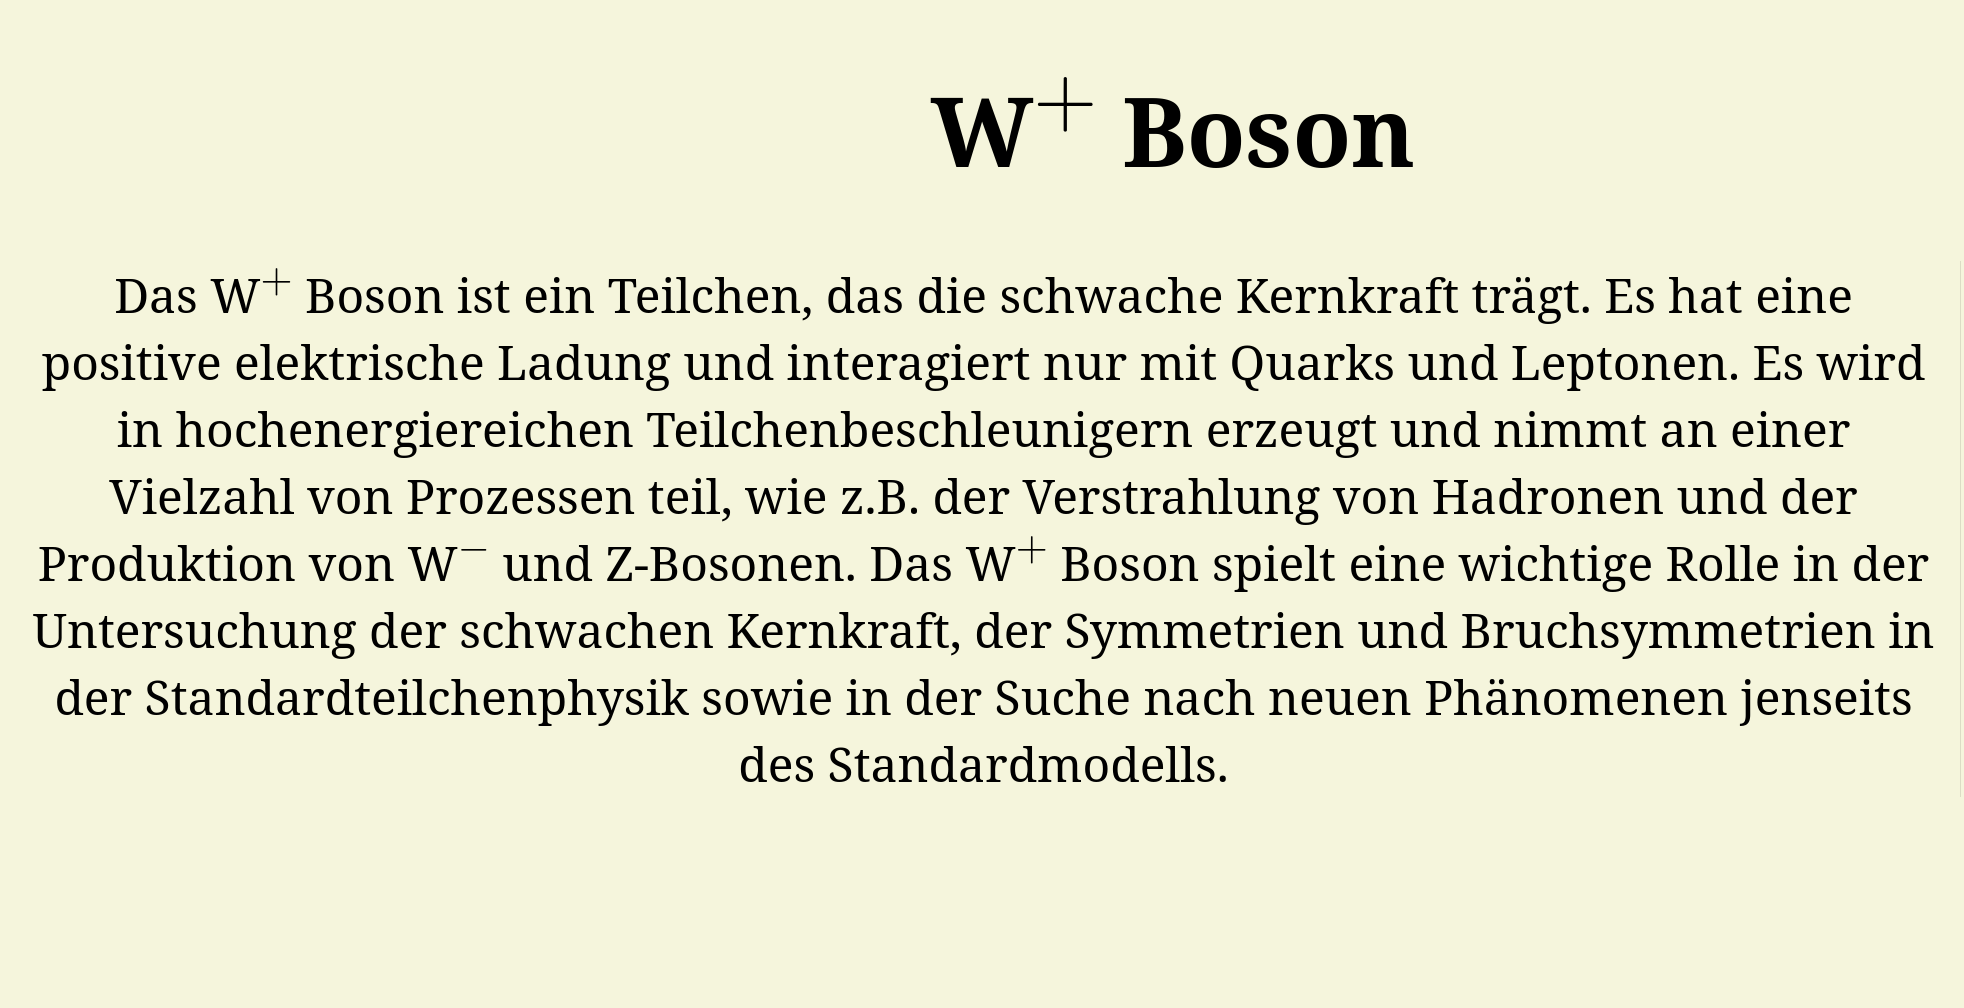 W⁺ Boson
Das W⁺ Boson ist ein Teilchen, das die schwache Kernkraft trägt. Es hat eine
positive elektrische Ladung und interagiert nur mit Quarks und Leptonen. Es wird
in hochenergiereichen Teilchenbeschleunigern erzeugt und nimmt an einer
Vielzahl von Prozessen teil, wie z.B. der Verstrahlung von Hadronen und der
Produktion von W⁻ und Z-Bosonen. Das W⁺ Boson spielt eine wichtige Rolle in der
Untersuchung der schwachen Kernkraft, der Symmetrien und Bruchsymmetrien in
der Standardteilchenphysik sowie in der Suche nach neuen Phänomenen jenseits
des Standardmodells.